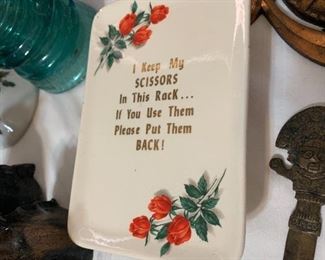 I Keep My
SCISSORS
In This Rack...
If You Use Them
Please Put Them
BACK!